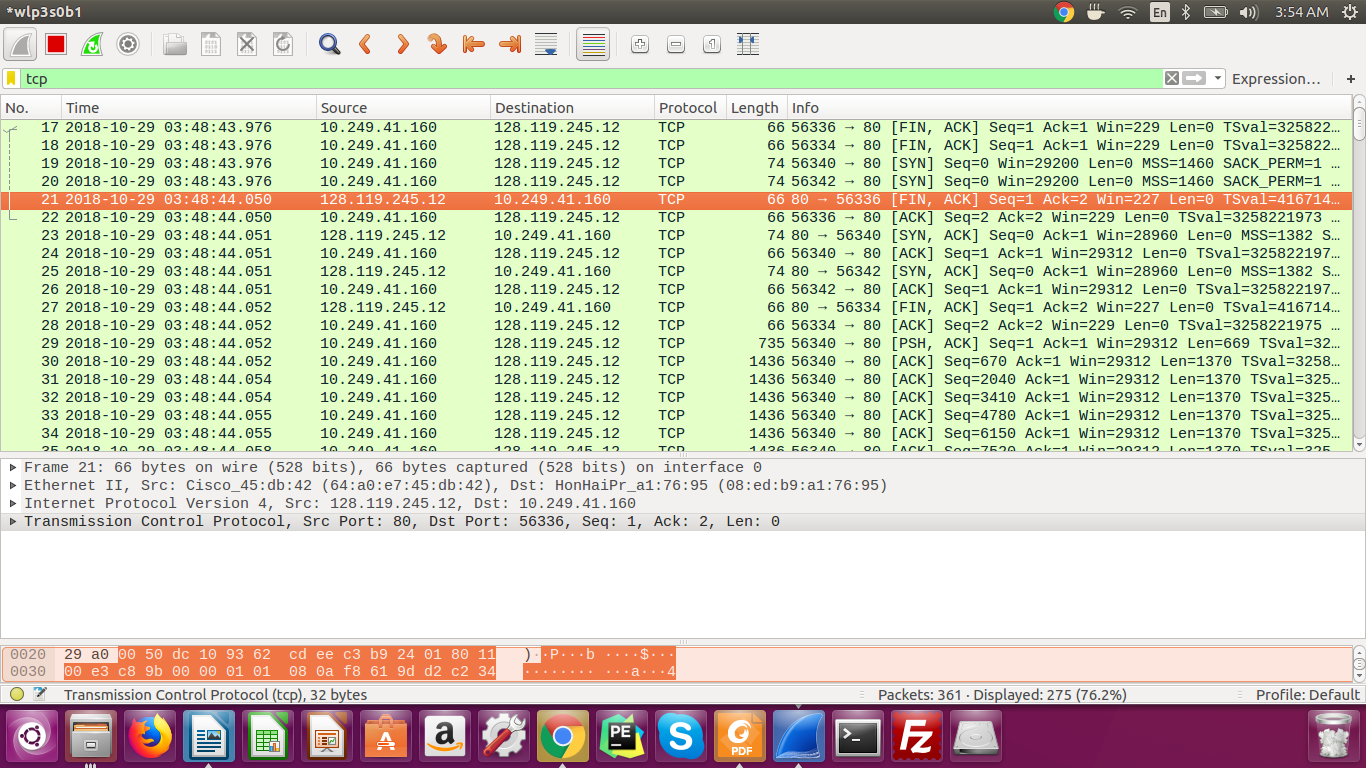 *wlp3s0b1 En 3:54 AM
tcp Expression… +
No. Time Source Destination Protocol Length Info
17 2018-10-29 03:48:43.976 10.249.41.160 128.119.245.12 TCP 66 56336 → 80 [FIN, ACK] Seq=1 Ack=1 Win=229 Len=0 TSval=325822…
18 2018-10-29 03:48:43.976 10.249.41.160 128.119.245.12 TCP 66 56334 → 80 [FIN, ACK] Seq=1 Ack=1 Win=229 Len=0 TSval=325822…
19 2018-10-29 03:48:43.976 10.249.41.160 128.119.245.12 TCP 74 56340 → 80 [SYN] Seq=0 Win=29200 Len=0 MSS=1460 SACK_PERM=1 …
20 2018-10-29 03:48:43.976 10.249.41.160 128.119.245.12 TCP 74 56342 → 80 [SYN] Seq=0 Win=29200 Len=0 MSS=1460 SACK_PERM=1 …
21 2018-10-29 03:48:44.050 128.119.245.12 10.249.41.160 TCP 66 80 → 56336 [FIN, ACK] Seq=1 Ack=2 Win=227 Len=0 TSval=416714…
22 2018-10-29 03:48:44.050 10.249.41.160 128.119.245.12 TCP 66 56336 → 80 [ACK] Seq=2 Ack=2 Win=229 Len=0 TSval=3258221973 …
23 2018-10-29 03:48:44.051 128.119.245.12 10.249.41.160 TCP 74 80 → 56340 [SYN, ACK] Seq=0 Ack=1 Win=28960 Len=0 MSS=1382 S…
24 2018-10-29 03:48:44.051 10.249.41.160 128.119.245.12 TCP 66 56340 → 80 [ACK] Seq=1 Ack=1 Win=29312 Len=0 TSval=325822197…
25 2018-10-29 03:48:44.051 128.119.245.12 10.249.41.160 TCP 74 80 → 56342 [SYN, ACK] Seq=0 Ack=1 Win=28960 Len=0 MSS=1382 S…
26 2018-10-29 03:48:44.051 10.249.41.160 128.119.245.12 TCP 66 56342 → 80 [ACK] Seq=1 Ack=1 Win=29312 Len=0 TSval=325822197…
27 2018-10-29 03:48:44.052 128.119.245.12 10.249.41.160 TCP 66 80 → 56334 [FIN, ACK] Seq=1 Ack=2 Win=227 Len=0 TSval=416714…
28 2018-10-29 03:48:44.052 10.249.41.160 128.119.245.12 TCP 66 56334 → 80 [ACK] Seq=2 Ack=2 Win=229 Len=0 TSval=3258221975 …
29 2018-10-29 03:48:44.052 10.249.41.160 128.119.245.12 TCP 735 56340 → 80 [PSH, ACK] Seq=1 Ack=1 Win=29312 Len=669 TSval=32…
30 2018-10-29 03:48:44.052 10.249.41.160 128.119.245.12 TCP 1436 56340 → 80 [ACK] Seq=670 Ack=1 Win=29312 Len=1370 TSval=3258…
31 2018-10-29 03:48:44.054 10.249.41.160 128.119.245.12 TCP 1436 56340 → 80 [ACK] Seq=2040 Ack=1 Win=29312 Len=1370 TSval=325…
32 2018-10-29 03:48:44.054 10.249.41.160 128.119.245.12 TCP 1436 56340 → 80 [ACK] Seq=3410 Ack=1 Win=29312 Len=1370 TSval=325…
33 2018-10-29 03:48:44.055 10.249.41.160 128.119.245.12 TCP 1436 56340 → 80 [ACK] Seq=4780 Ack=1 Win=29312 Len=1370 TSval=325…
34 2018-10-29 03:48:44.055 10.249.41.160 128.119.245.12 TCP 1436 56340 → 80 [ACK] Seq=6150 Ack=1 Win=29312 Len=1370 TSval=325…
Frame 21: 66 bytes on wire (528 bits), 66 bytes captured (528 bits) on interface 0
Ethernet II, Src: Cisco_45:db:42 (64:a0:e7:45:db:42), Dst: HonHaiPr_a1:76:95 (08:ed:b9:a1:76:95)
Internet Protocol Version 4, Src: 128.119.245.12, Dst: 10.249.41.160
Transmission Control Protocol, Src Port: 80, Dst Port: 56336, Seq: 1, Ack: 2, Len: 0
0020 29 a0 00 50 dc 10 93 62 cd ee c3 b9 24 01 80 11 )··P···b ····$···
0030 00 e3 c8 9b 00 00 01 01 08 0a f8 61 9d d2 c2 34 ········ ···a···4
Transmission Control Protocol (tcp), 32 bytes Packets: 361 · Displayed: 275 (76.2%) Profile: Default
A a PE S PDF Fz